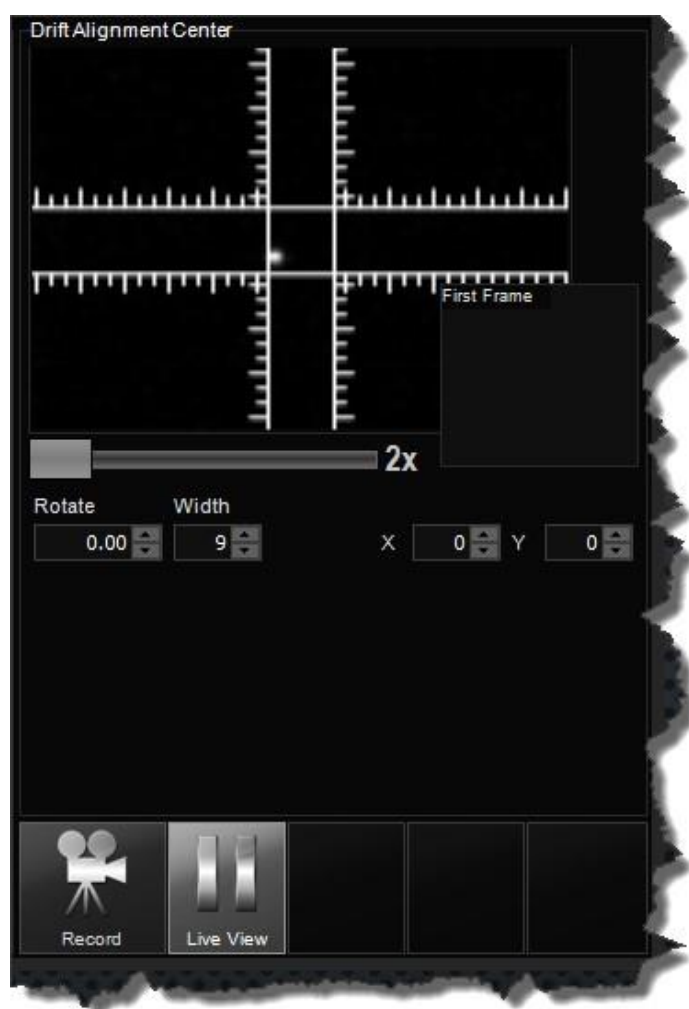 Drift Alignment Center
First Frame
2x
Rotate Width
0.00 9 X 0 Y 0
Record Live View